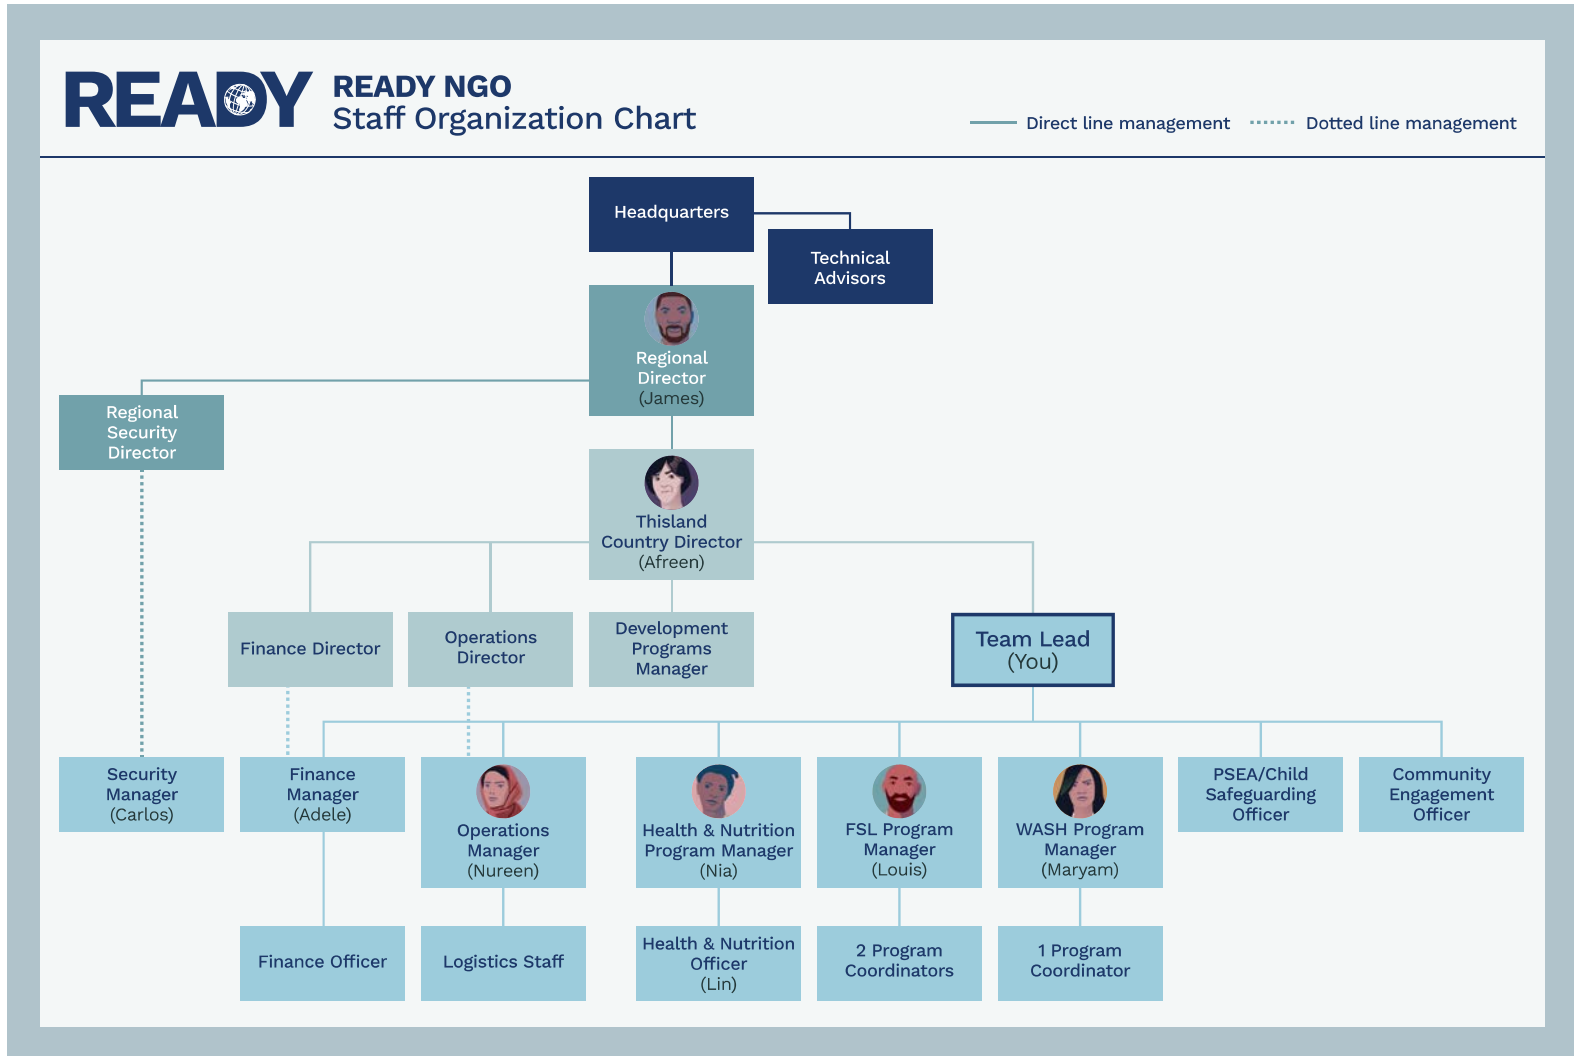 READY
READY NGO
Staff Organization Chart
Direct line management
Dotted line management
Headquarters
Technical
Advisors
Regional
Director
(James)
Regional
Security
Director
Thisland
Country Director
(Afreen)
Finance Director
Operations
Director
Development
Programs
Manager
Team Lead
(You)
Security
Manager
(Carlos)
Finance
Manager
(Adele)
Operations
Manager
(Nureen)
Health & Nutrition
Program Manager
(Nia)
FSL Program
Manager
(Louis)
WASH Program
Manager
(Maryam)
PSEA/Child
Safeguarding
Officer
Community
Engagement
Officer
Finance Officer
Logistics Staff
Health & Nutrition
Officer
(Lin)
2 Program
Coordinators
1 Program
Coordinator